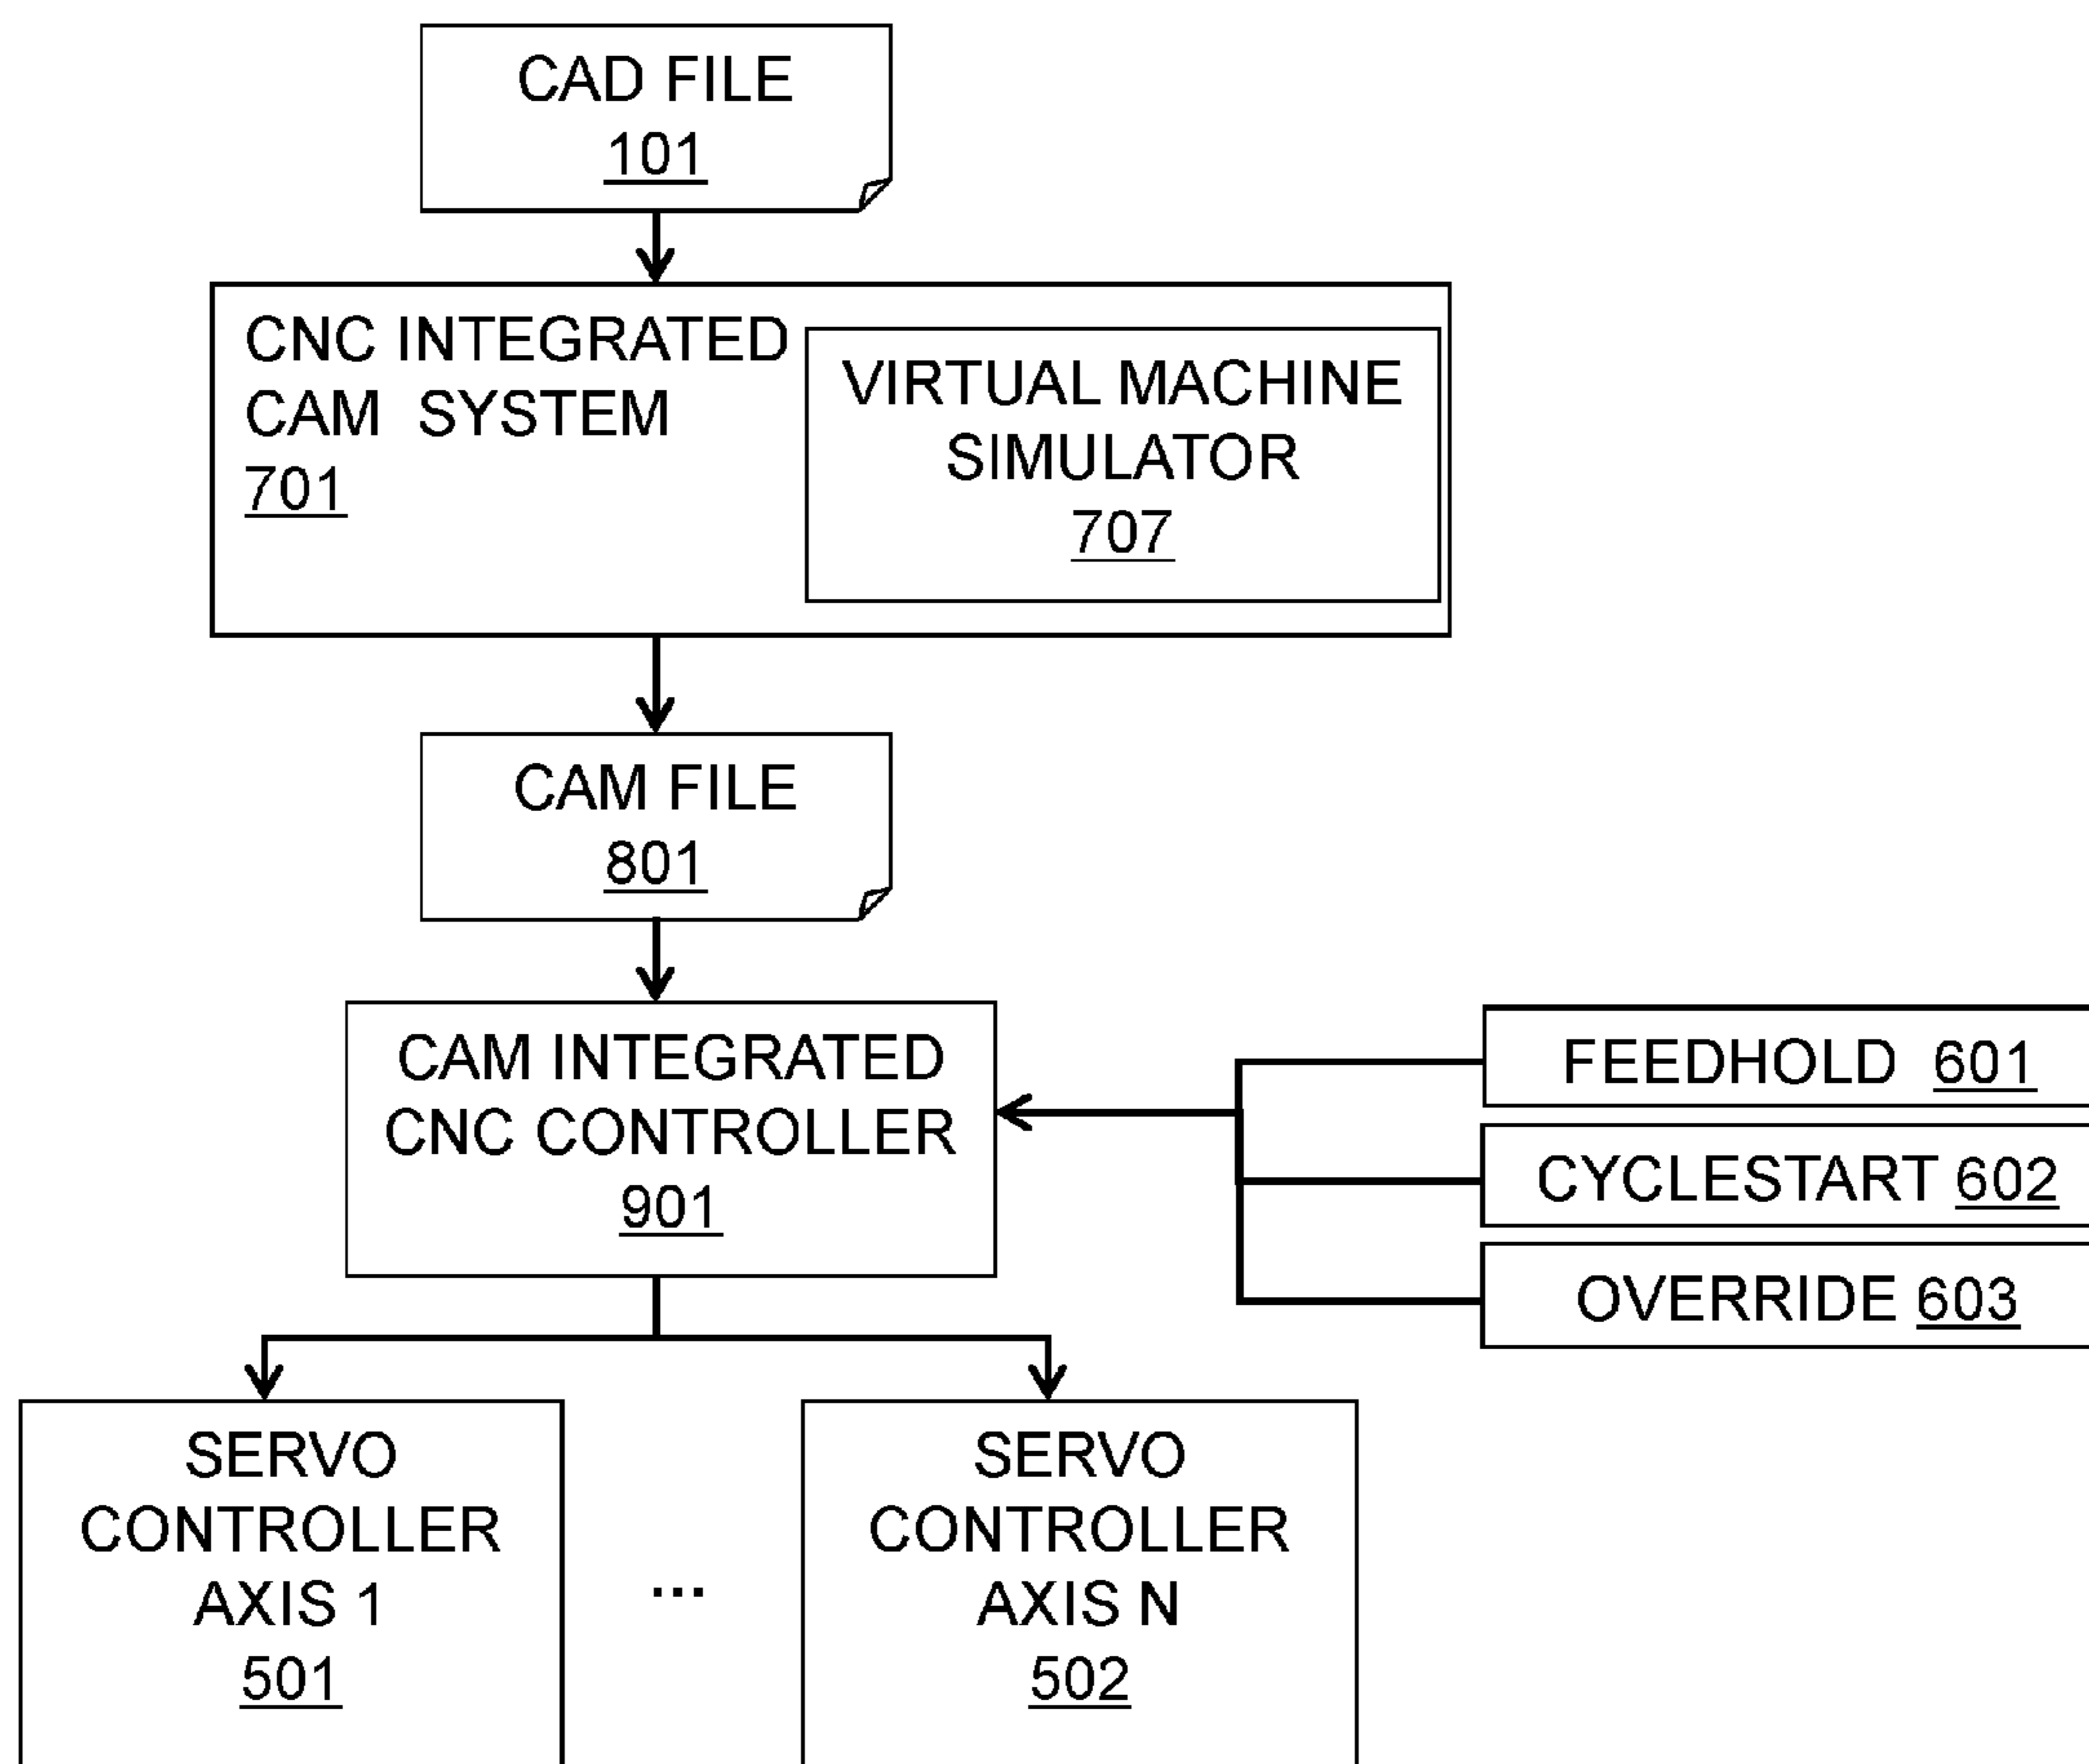 CAD FILE
101
CNC INTEGRATED
CAM SYSTEM
701
VIRTUAL MACHINE
SIMULATOR
707
CAM FILE
801
CAM INTEGRATED
CNC CONTROLLER
901
FEEDHOLD 601
CYCLESTART 602
OVERRIDE 603
SERVO
CONTROLLER
AXIS 1
501
...
SERVO
CONTROLLER
AXIS N
502